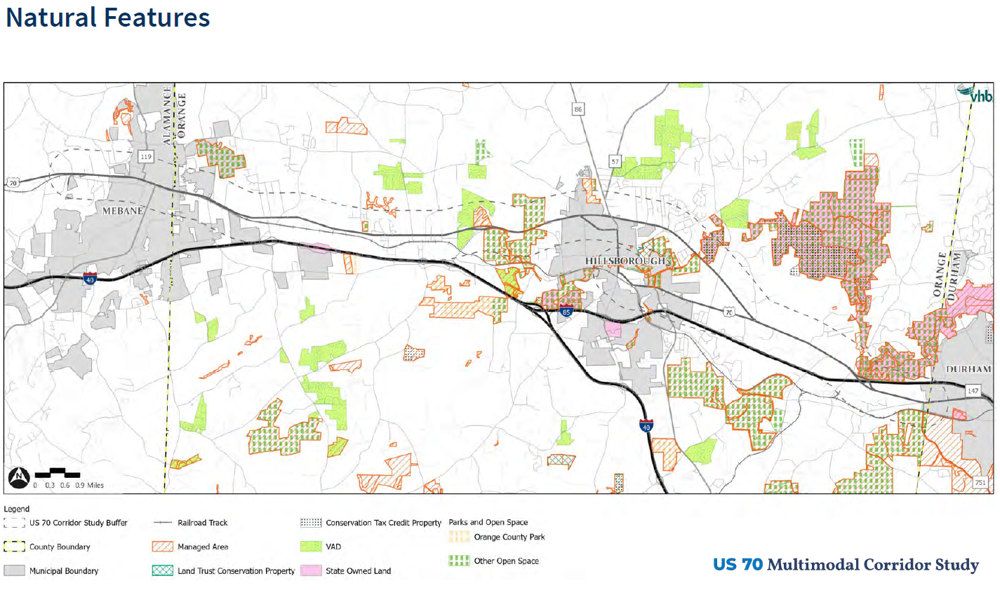 Natural Features
ALAMANCE
ORANGE
vhb
86
119
57
70
MEBANE
40
HILLSBOROUGH
ORANGE
DURHAM
85
70
DURHAM
147
40
751
N
0 0.3 0.6 0.9 Miles
Legend
US 70 Corridor Study Buffer
County Boundary
Municipal Boundary
Railroad Track
Managed Area
Land Trust Conservation Property
Conservation Tax Credit Property
VAD
State Owned Land
Parks and Open Space
Orange County Park
Other Open Space
US 70 Multimodal Corridor Study